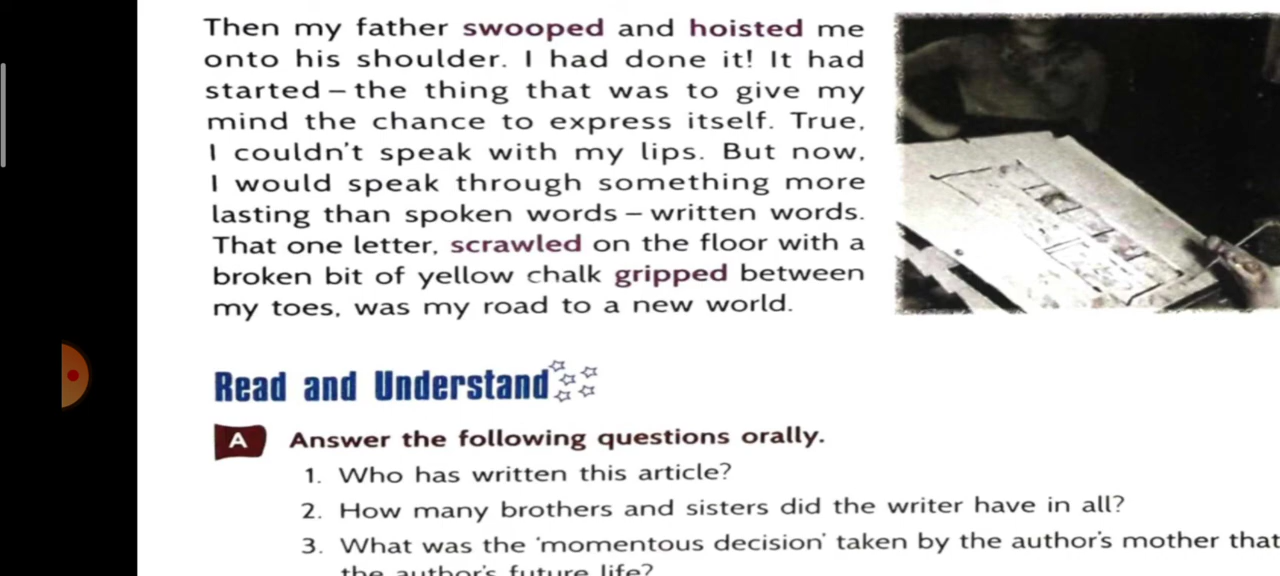 Then my father swooped and hoisted me
onto his shoulder. I had done it! It had
started – the thing that was to give my
mind the chance to express itself. True,
I couldn't speak with my lips. But now,
I would speak through something more
lasting than spoken words – written words.
That one letter, scrawled on the floor with a
broken bit of yellow chalk gripped between
my toes, was my road to a new world.
Read and Understand
A Answer the following questions orally.
1. Who has written this article?
2. How many brothers and sisters did the writer have in all?
3. What was the 'momentous decision' taken by the author's mother that
the author's future life?